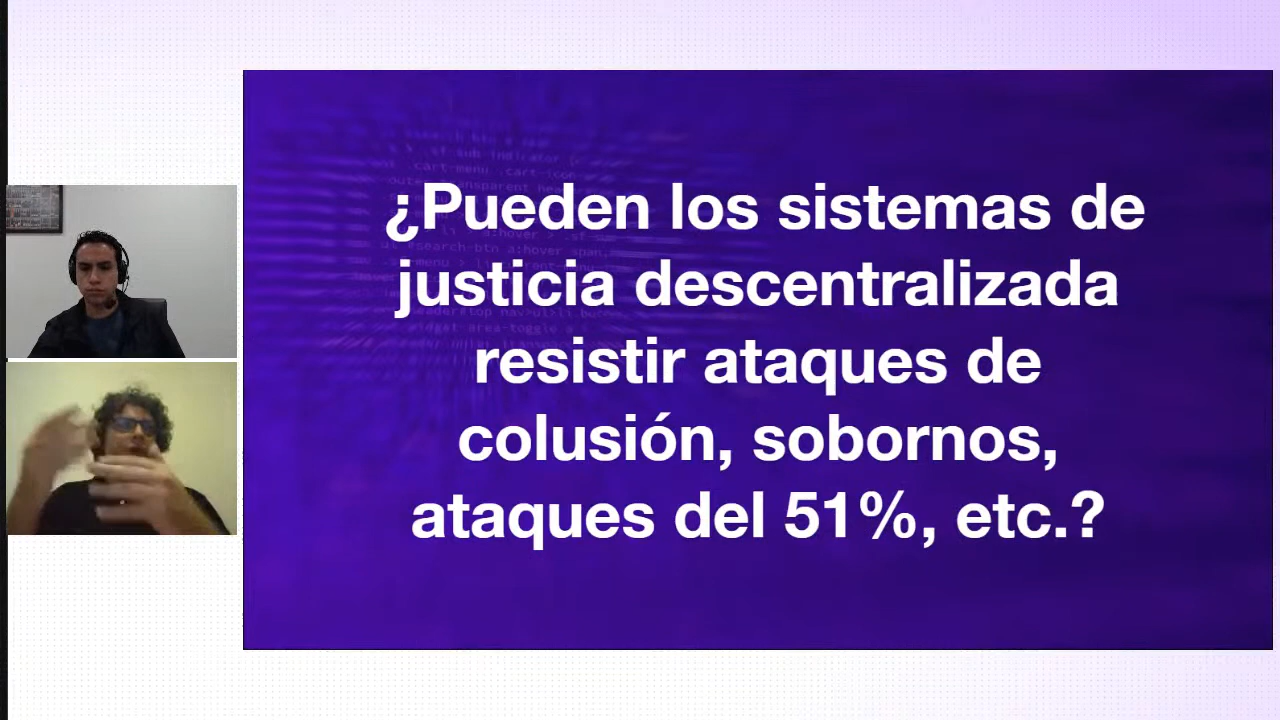 ¿Pueden los sistemas de
justicia descentralizada
resistir ataques de
colusión, sobornos,
ataques del 51%, etc.?